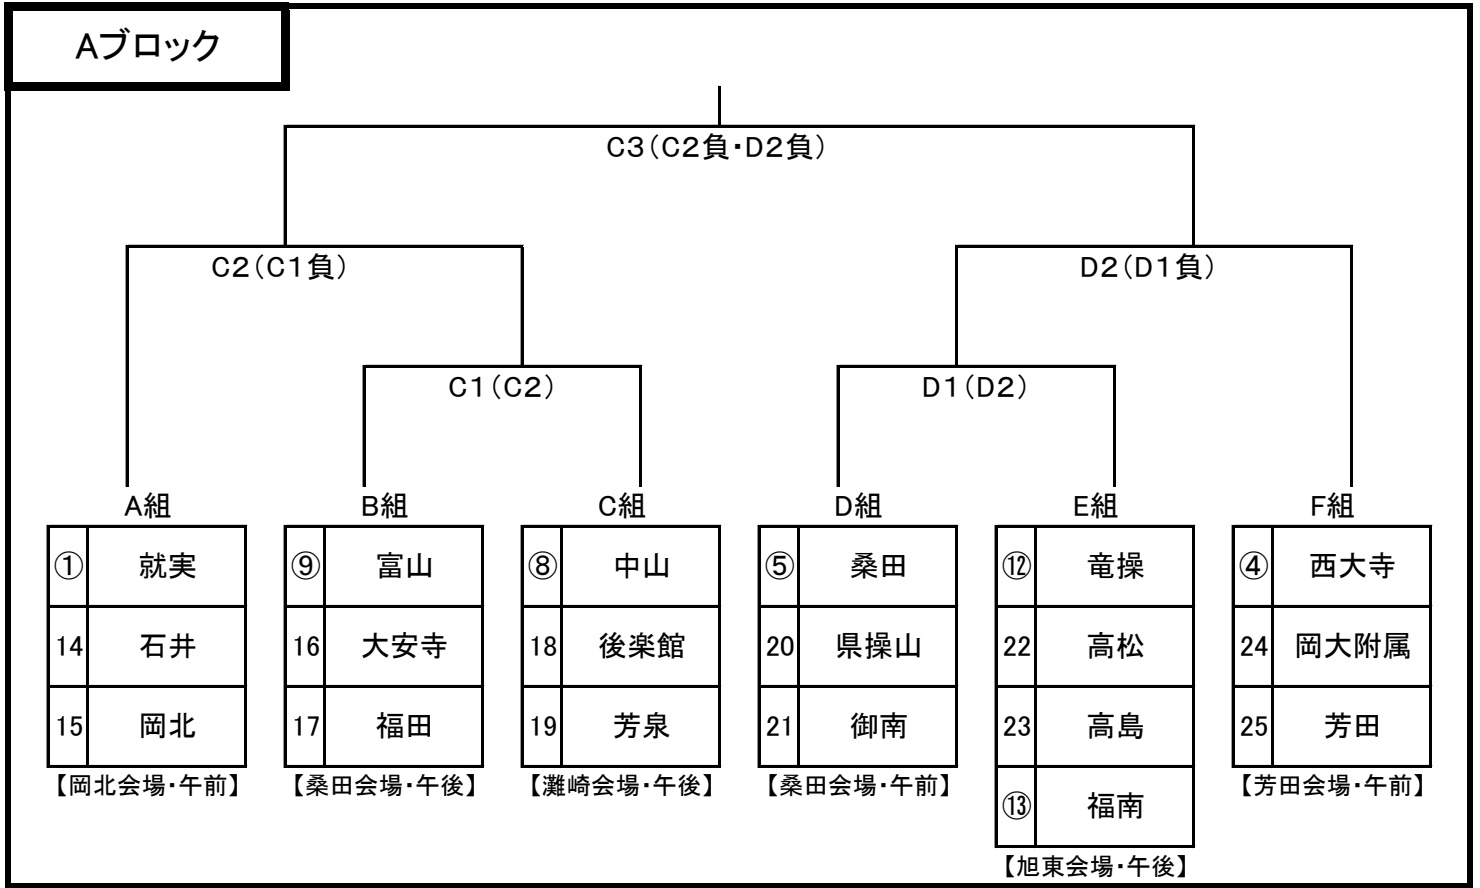 Aブロック
C3（C2負・D2負）
C2（C1負）
D2（D1負）
C1（C2）
D1（D2）
A組
① 就実
14 石井
15 岡北
【岡北会場・午前】
B組
⑨ 富山
16 大安寺
17 福田
【桑田会場・午後】
C組
⑧ 中山
18 後楽館
19 芳泉
【灘崎会場・午後】
D組
⑤ 桑田
20 県操山
21 御南
【桑田会場・午前】
E組
⑫ 竜操
22 高松
23 高島
⑬ 福南
【旭東会場・午後】
F組
④ 西大寺
24 岡大附属
25 芳田
【芳田会場・午前】